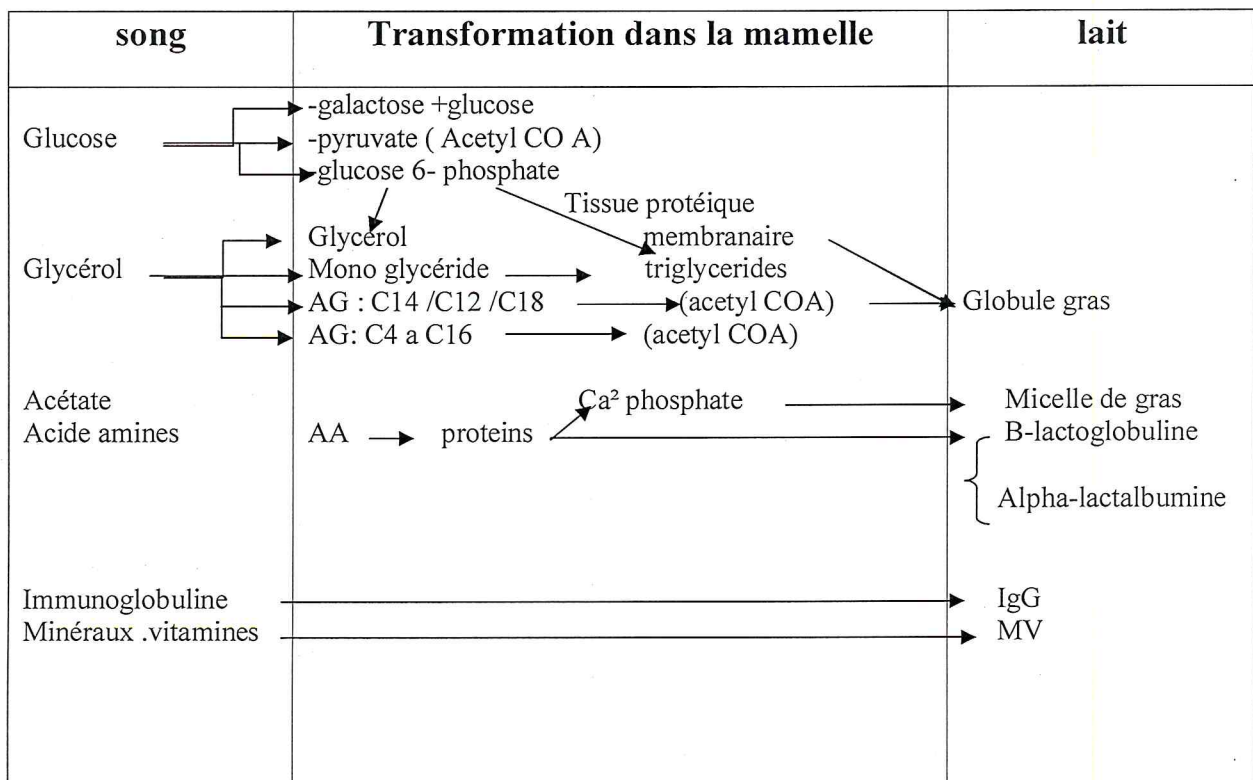 song Transformation dans la mamelle lait
-galactose +glucose
Glucose -pyruvate ( Acetyl CO A)
-glucose 6- phosphate
Tissue protéique
Glycérol membranaire
Glycérol Mono glycéride triglycerides
AG : C14 /C12 /C18 (acetyl COA) Globule gras
AG: C4 a C16 (acetyl COA)
Acétate Ca² phosphate Micelle de gras
Acide amines AA proteins B-lactoglobuline
Alpha-lactalbumine
Immunoglobuline IgG
Minéraux .vitamines MV